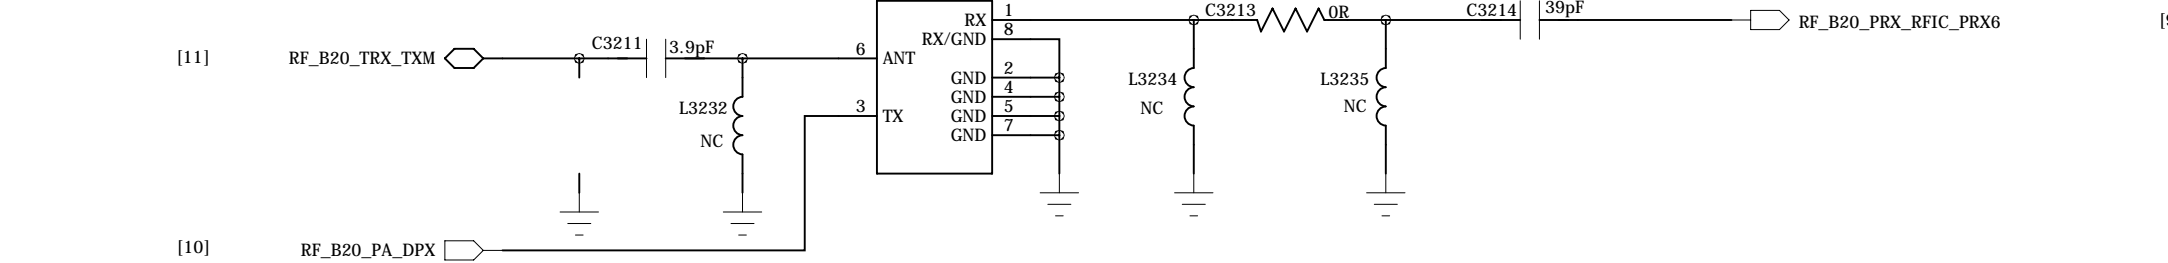 RX
1
C3213
0R
C3214
39pF
RF_B20_PRX_RFIC_PRX6
RX/GND
8
[11]
RF_B20_TRX_TXM
C3211
3.9pF
6
ANT
GND
2
L3234
NC
L3235
NC
GND
4
L3232
NC
3
TX
GND
5
GND
7
[10]
RF_B20_PA_DPX